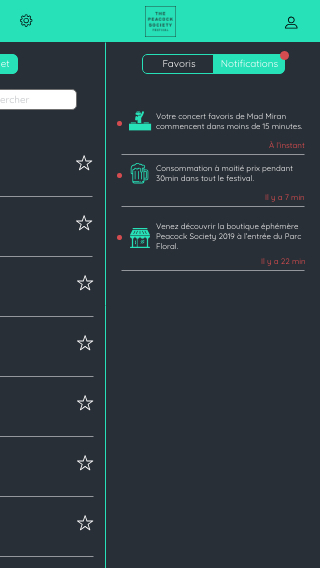 THE
PEACOCK
SOCIETY
FESTIVAL
et
Favoris
Notifications
ercher
Votre concert favoris de Mad Miran
commencent dans moins de 15 minutes.
À l'instant
Consommation à moitié prix pendant
30min dans tout le festival.
Il y a 7 min
Venez découvrir la boutique éphémère
Peacock Society 2019 à l'entrée du Parc
Floral.
Il y a 22 min